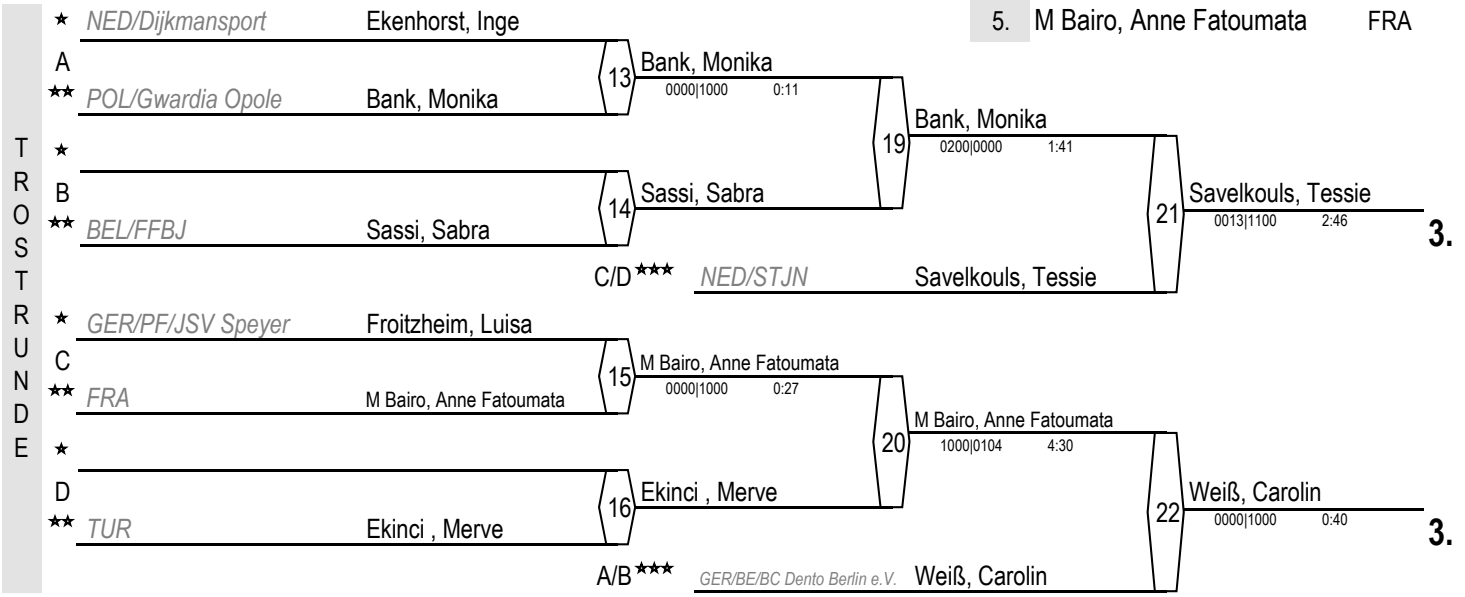 ★ NED/Dijkmansport Ekenhorst, Inge
5. M Bairo, Anne Fatoumata FRA
A
13 Bank, Monika
0000|1000 0:11
★★ POL/Gwardia Opole Bank, Monika
19 Bank, Monika
0200|0000 1:41
TROSTRUNDE
★
B
14 Sassi, Sabra
★★ BEL/FFBJ Sassi, Sabra
21 Savelkouls, Tessie
0013|1100 2:46
3.
C/D ★★★ NED/STJN Savelkouls, Tessie
★ GER/PF/JSV Speyer Froitzheim, Luisa
C
15 M Bairo, Anne Fatoumata
0000|1000 0:27
★★ FRA M Bairo, Anne Fatoumata
20 M Bairo, Anne Fatoumata
1000|0104 4:30
★
D
16 Ekinci , Merve
★★ TUR Ekinci , Merve
22 Weiß, Carolin
0000|1000 0:40
3.
A/B ★★★ GER/BE/BC Dento Berlin e.V. Weiß, Carolin